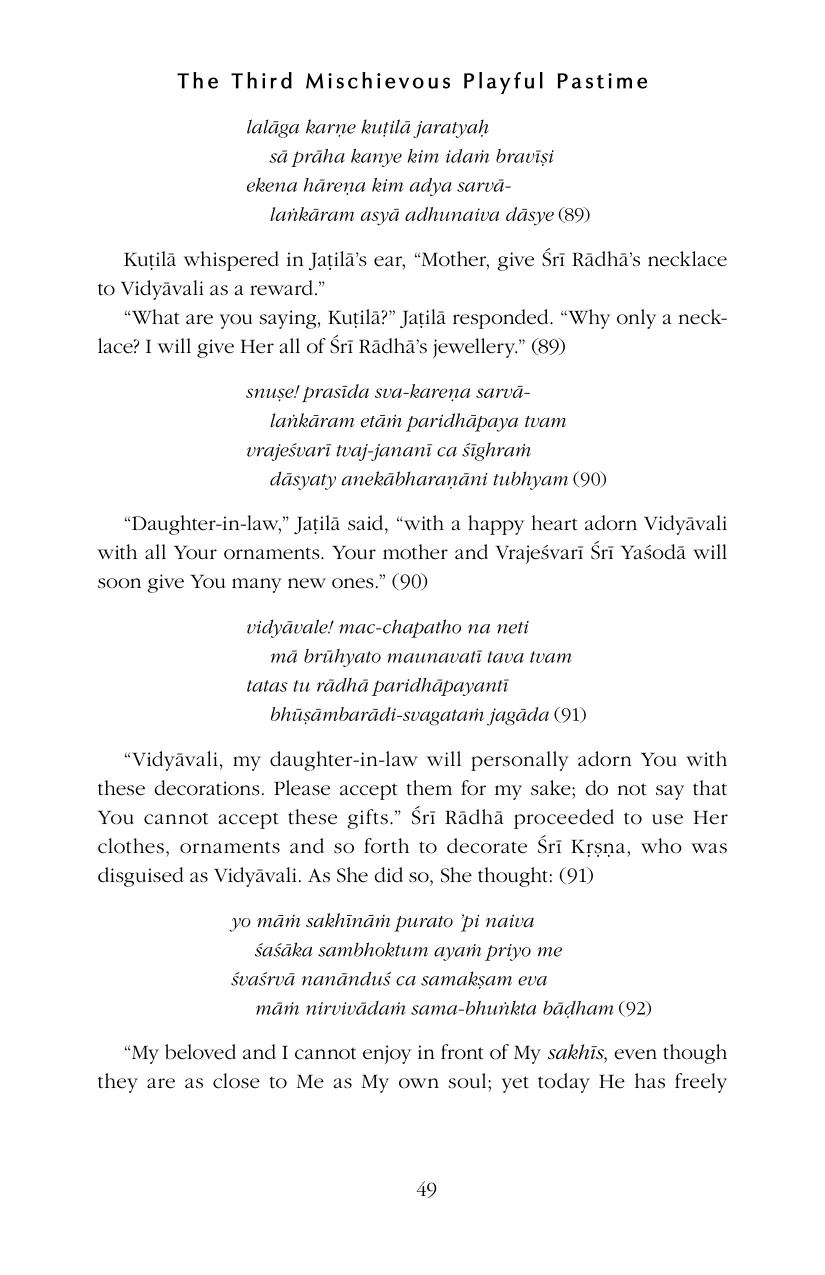 The Third Mischievous Playful Pastime
lalāga karṇe kuṭilā jaratyaḥ
sā prāha kanye kim idaṁ bravīṣi
ekena hāreṇa kim adya sarvā-
laṅkāram asyā adhunaiva dāsye (89)
Kuṭilā whispered in Jaṭilā’s ear, “Mother, give Śrī Rādhā’s necklace
to Vidyāvali as a reward.”
“What are you saying, Kuṭilā?” Jaṭilā responded. “Why only a neck-
lace? I will give Her all of Śrī Rādhā’s jewellery.” (89)
snuṣe! prasīda sva-kareṇa sarvā-
laṅkāram etāṁ paridhāpaya tvam
vrajeśvarī tvaj-jananī ca śīghraṁ
dāsyaty anekābharaṇāni tubhyam (90)
“Daughter-in-law,” Jaṭilā said, “with a happy heart adorn Vidyāvali
with all Your ornaments. Your mother and Vrajeśvarī Śrī Yaśodā will
soon give You many new ones.” (90)
vidyāvale! mac-chapatho na neti
mā brūhyato maunavatī tava tvam
tatas tu rādhā paridhāpayantī
bhūṣāmbarādi-svagataṁ jagāda (91)
“Vidyāvali, my daughter-in-law will personally adorn You with
these decorations. Please accept them for my sake; do not say that
You cannot accept these gifts.” Śrī Rādhā proceeded to use Her
clothes, ornaments and so forth to decorate Śrī Kṛṣṇa, who was
disguised as Vidyāvali. As She did so, She thought: (91)
yo māṁ sakhīnāṁ purato ’pi naiva
śaśāka sambhoktum ayaṁ priyo me
śvaśrvā nanānduś ca samakṣam eva
māṁ nirvivādaṁ sama-bhuṅkta bāḍham (92)
“My beloved and I cannot enjoy in front of My sakhīs, even though
they are as close to Me as My own soul; yet today He has freely
49